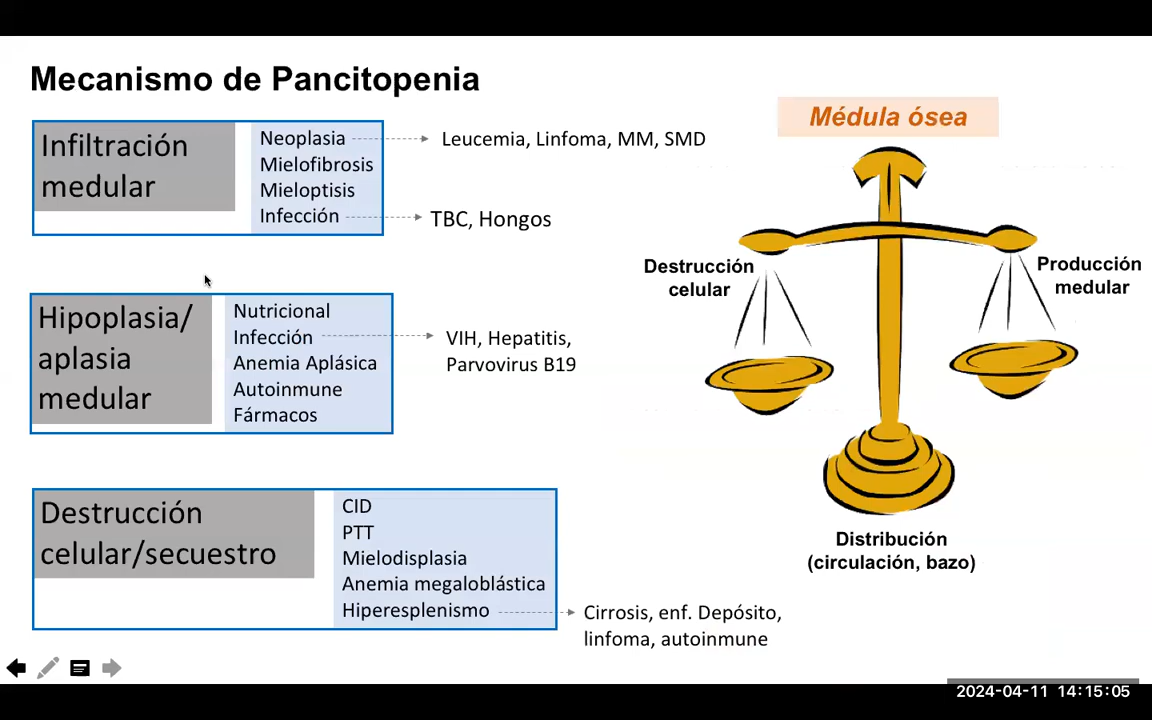 Mecanismo de Pancitopenia
Infiltración
medular
Neoplasia
Mielofibrosis
Mieloptisis
Infección
Leucemia, Linfoma, MM, SMD
TBC, Hongos
Hipoplasia/
aplasia
medular
Nutricional
Infección
Anemia Aplásica
Autoinmune
Fármacos
VIH, Hepatitis,
Parvovirus B19
Destrucción
celular/secuestro
CID
PTT
Mielodisplasia
Anemia megaloblástica
Hiperesplenismo
Cirrosis, enf. Depósito,
linfoma, autoinmune
Médula ósea
Destrucción
celular
Producción
medular
Distribución
(circulación, bazo)
2024-04-11 14:15:05